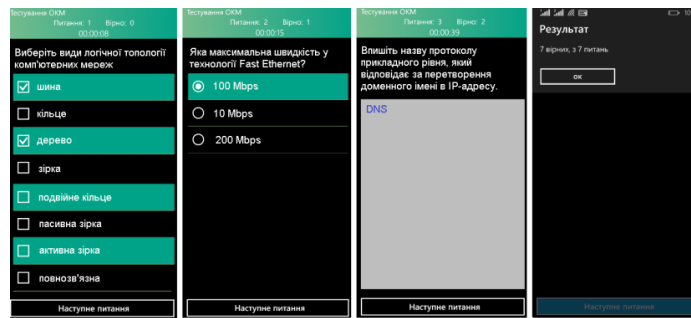 Тестування ОКМ
Питання: 1 Вірно: 0
00:00:08
Виберіть види логічної топології
комп'ютерних мереж
шина
кільце
дерево
зірка
подвійне кільце
пасивна зірка
активна зірка
повнозв'язна
Наступне питання
Тестування ОКМ
Питання: 2 Вірно: 1
00:00:15
Яка максимальна швидкість у
технології Fast Ethernet?
100 Mbps
10 Mbps
200 Mbps
Наступне питання
Тестування ОКМ
Питання: 3 Вірно: 2
00:00:39
Впишіть назву протоколу
прикладного рівня, який
відповідає за перетворення
доменного імені в IP-адресу.
DNS
Наступне питання
10
Результат
7 вірних, з 7 питань
ок
Наступне питання